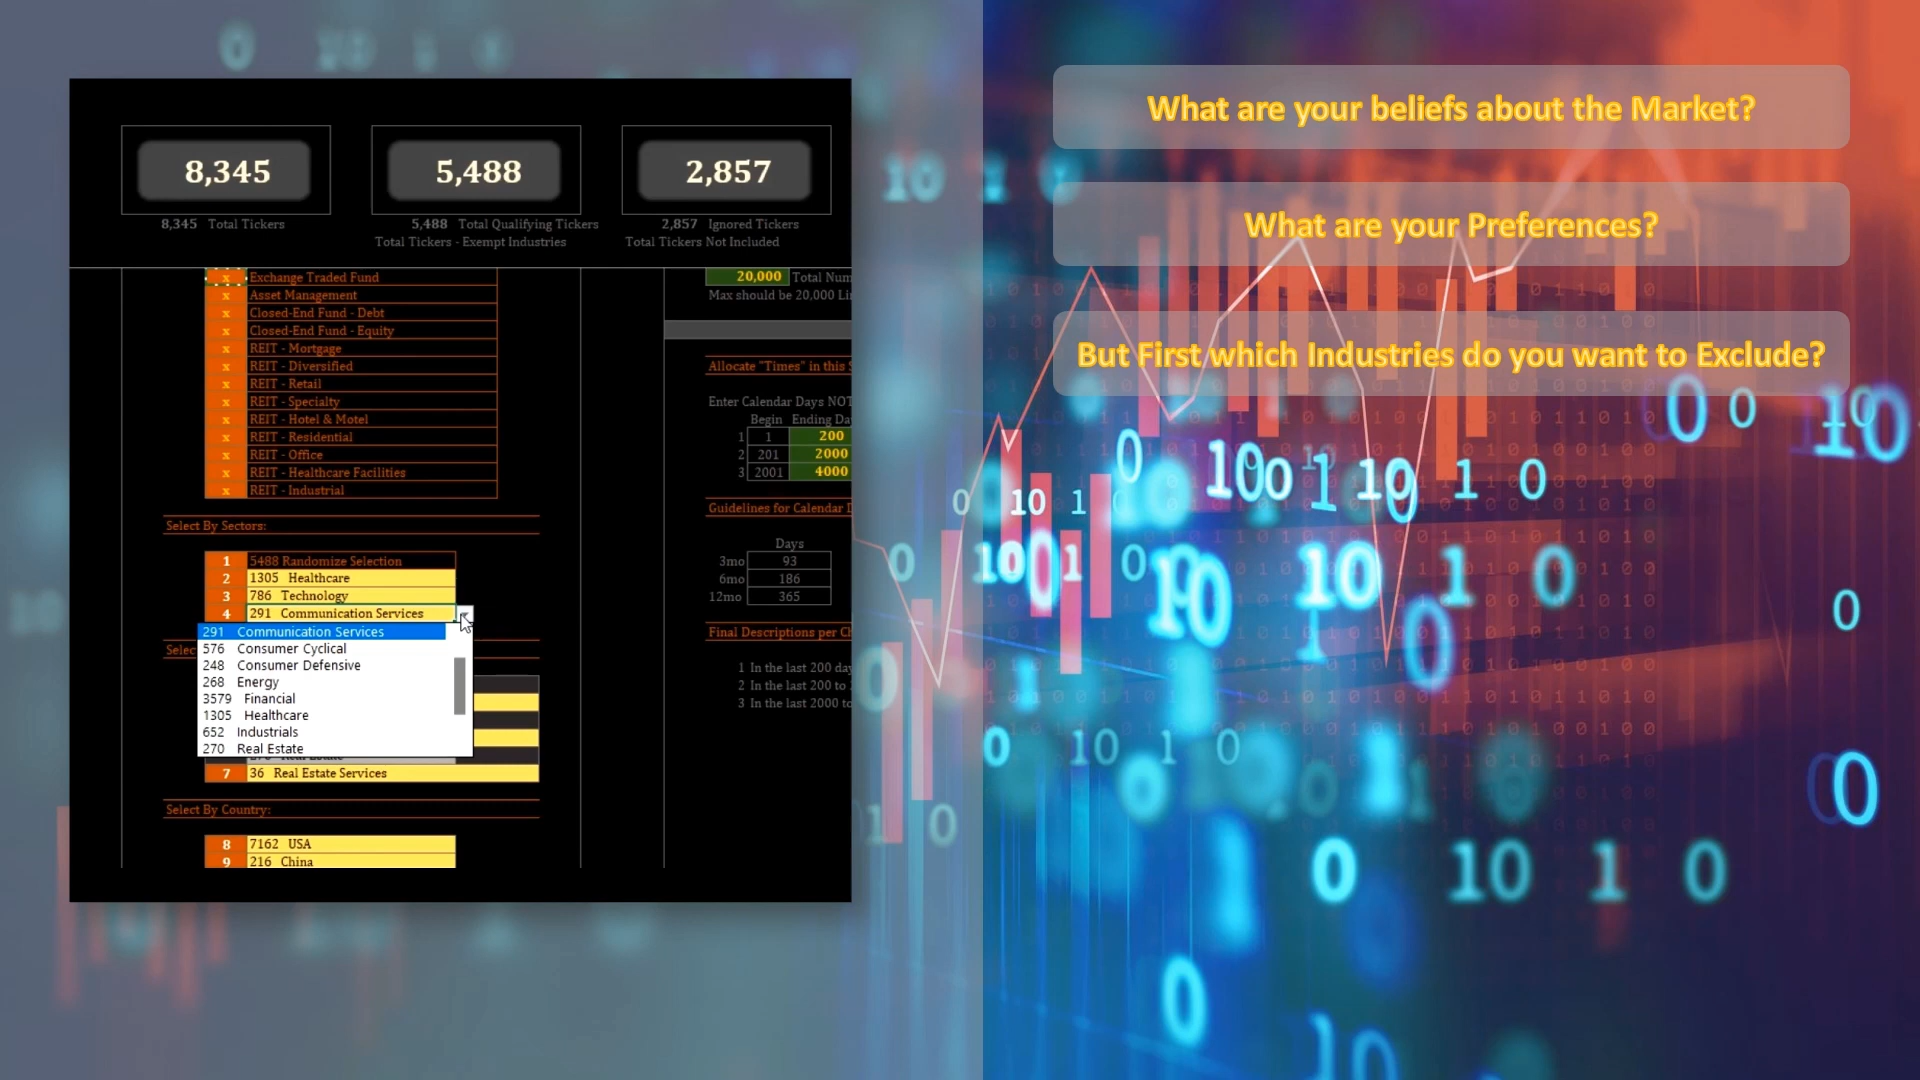 8,345
5,488
2,857
8,345 Total Tickers
5,488 Total Qualifying Tickers
Total Tickers - Exempt Industries
2,857 Ignored Tickers
Total Tickers Not Included
x Exchange Traded Fund
x Asset Management
x Closed-End Fund - Debt
x Closed-End Fund - Equity
x REIT - Mortgage
x REIT - Diversified
x REIT - Retail
x REIT - Specialty
x REIT - Hotel & Motel
x REIT - Residential
x REIT - Office
x REIT - Healthcare Facilities
x REIT - Industrial
Select By Sectors:
1 5488 Randomize Selection
2 1305 Healthcare
3 786 Technology
4 291 Communication Services
291 Communication Services
576 Consumer Cyclical
248 Consumer Defensive
268 Energy
3579 Financial
1305 Healthcare
652 Industrials
270 Real Estate
7 36 Real Estate Services
Select By Country:
8 7162 USA
9 216 China
20,000 Total Num
Max should be 20,000 Li
Allocate "Times" in this
Enter Calendar Days NOT
Begin Ending Da
1 1 200
2 201 2000
3 2001 4000
Guidelines for Calendar D
Days
3mo 93
6mo 186
12mo 365
Final Descriptions per Ch
1 In the last 200 day
2 In the last 200 to
3 In the last 2000 to
What are your beliefs about the Market?
What are your Preferences?
But First which Industries do you want to Exclude?